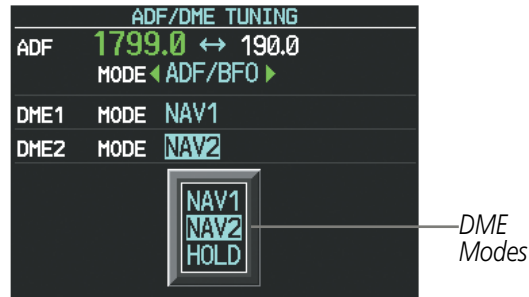 ADF/DME TUNING
ADF 1799.0 ↔ 190.0
MODE ADF/BFO
DME1 MODE NAV1
DME2 MODE NAV2
NAV1
NAV2
HOLD
DME
Modes